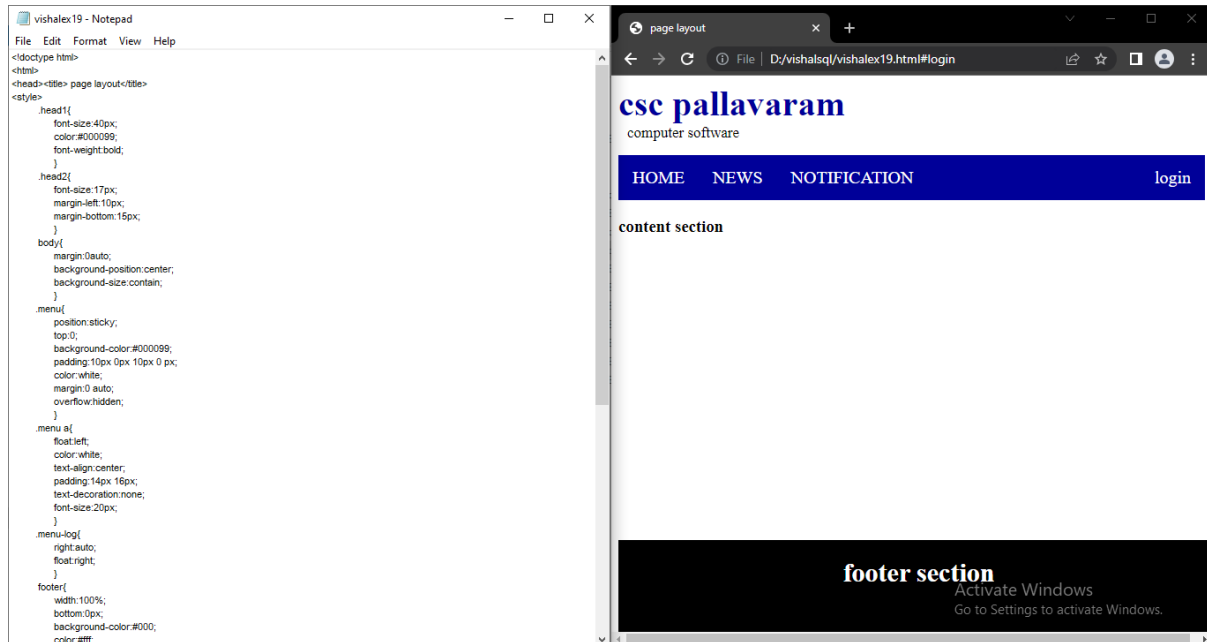 vishalex19 - Notepad
File Edit Format View Help
<!doctype html>
<html>
<head><title> page layout</title>
<style>
.head1{
font-size:40px;
color:#000099;
font-weight:bold;
}
.head2{
font-size:17px;
margin-left:10px;
margin-bottom:15px;
}
body{
margin:0auto;
background-position:center;
background-size:contain;
}
.menu{
position:sticky;
top:0;
background-color:#000099;
padding:10px 0px 10px 0 px;
color:white;
margin:0 auto;
overflow:hidden;
}
.menu a{
float:left;
color:white;
text-align:center;
padding:14px 16px;
text-decoration:none;
font-size:20px;
}
.menu-log{
right:auto;
float:right;
}
footer{
width:100%;
bottom:0px;
background-color:#000;
color:#fff;
page layout
File D:/vishalsql/vishalex19.html#login
csc pallavaram
computer software
HOME NEWS NOTIFICATION login
content section
footer section
Activate Windows
Go to Settings to activate Windows.